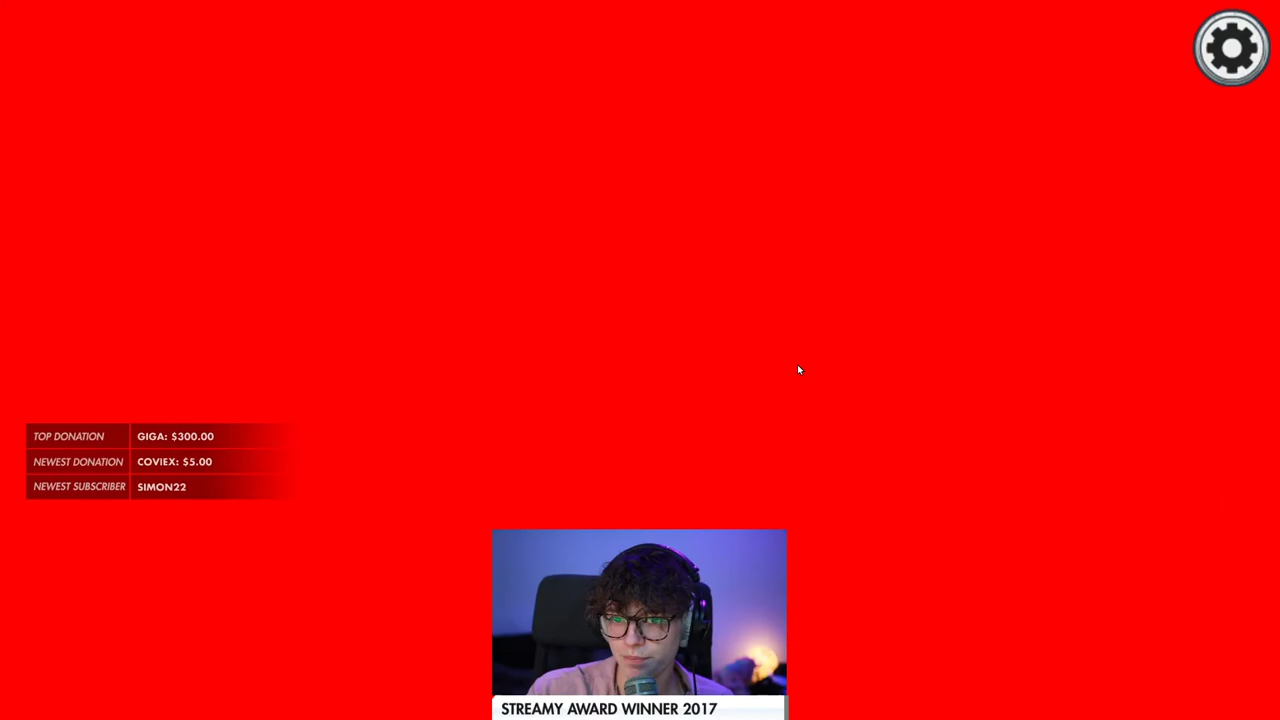 TOP DONATION GIGA: $300.00
NEWEST DONATION COVIEX: $5.00
NEWEST SUBSCRIBER SIMON22
STREAMY AWARD WINNER 2017